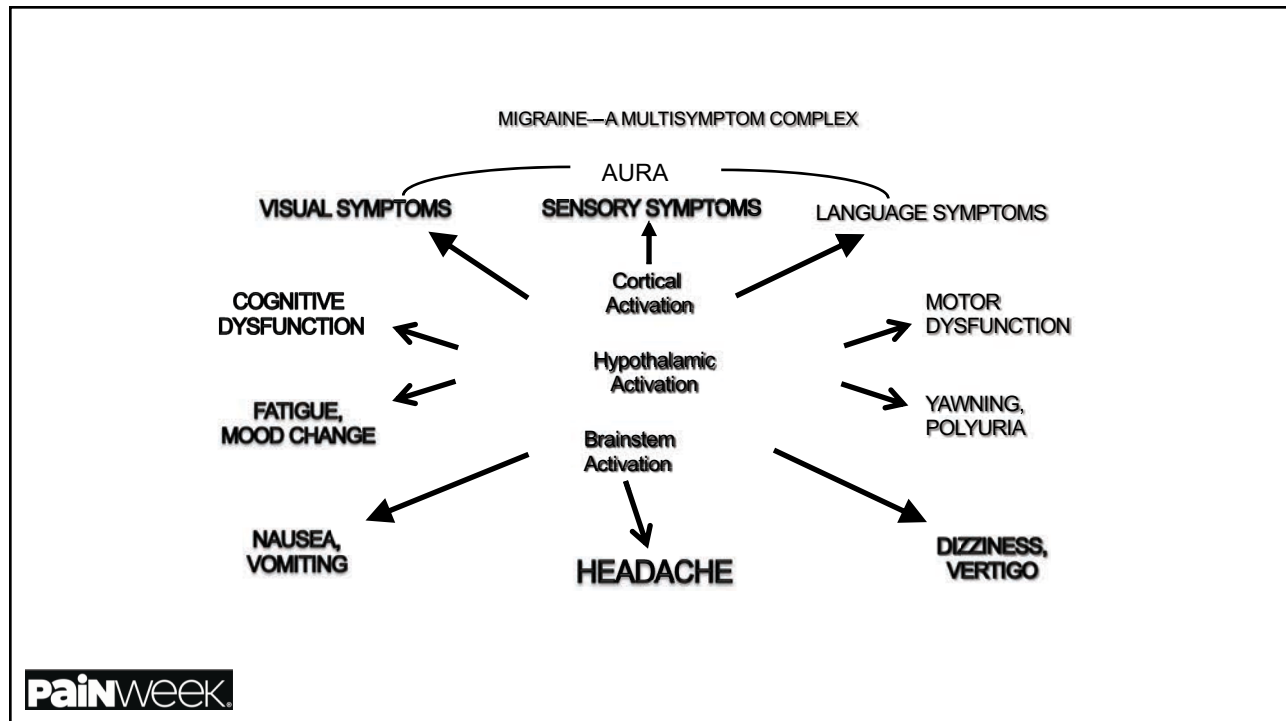 MIGRAINE—A MULTISYMPTOM COMPLEX
AURA
VISUAL SYMPTOMS
SENSORY SYMPTOMS
LANGUAGE SYMPTOMS
Cortical
Activation
COGNITIVE
DYSFUNCTION
MOTOR
DYSFUNCTION
Hypothalamic
Activation
FATIGUE,
MOOD CHANGE
YAWNING,
POLYURIA
Brainstem
Activation
NAUSEA,
VOMITING
HEADACHE
DIZZINESS,
VERTIGO
PaiNWeeK®